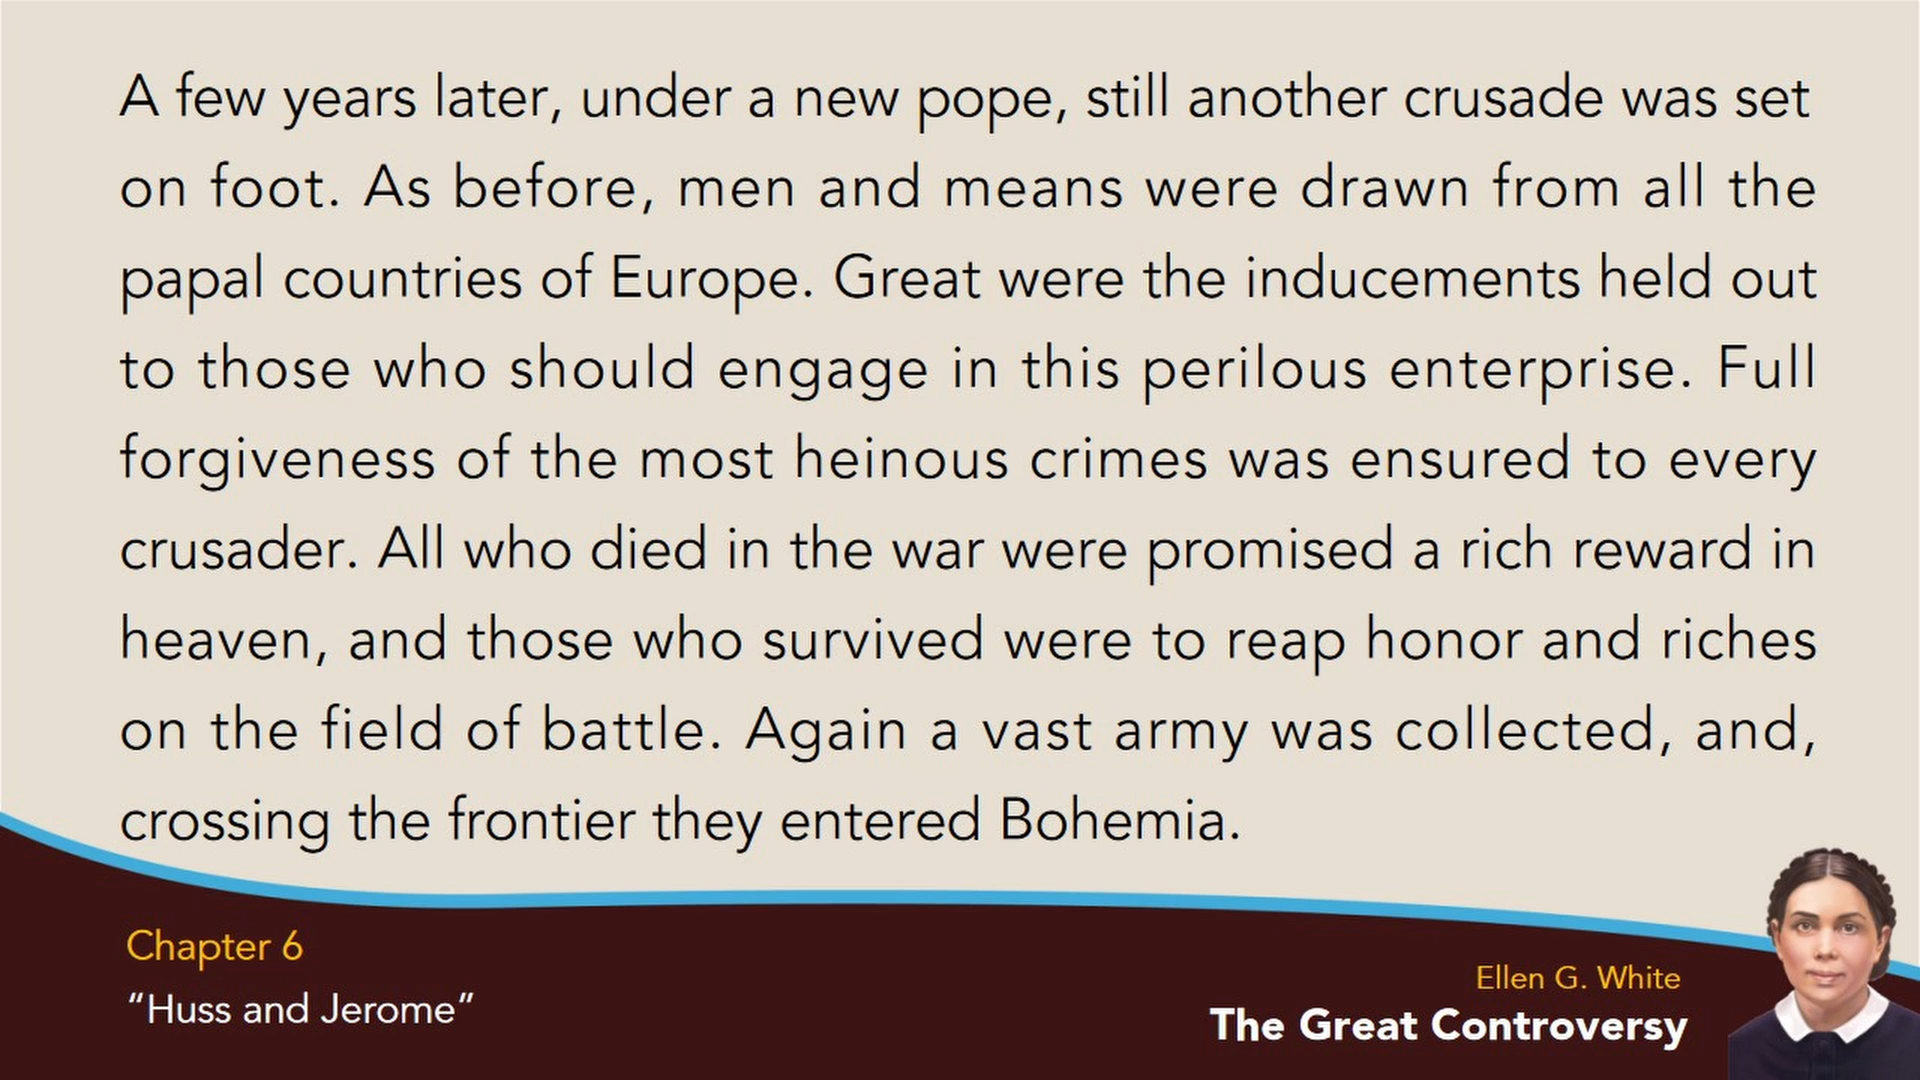 A few years later, under a new pope, still another crusade was set
on foot. As before, men and means were drawn from all the
papal countries of Europe. Great were the inducements held out
to those who should engage in this perilous enterprise. Full
forgiveness of the most heinous crimes was ensured to every
crusader. All who died in the war were promised a rich reward in
heaven, and those who survived were to reap honor and riches
on the field of battle. Again a vast army was collected, and,
crossing the frontier they entered Bohemia.
Chapter 6
“Huss and Jerome”
Ellen G. White
The Great Controversy